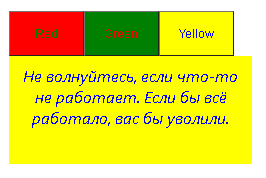 Red Green Yellow
Не волнуйтесь, если что-то
не работает. Если бы всё
работало, вас бы уволили.